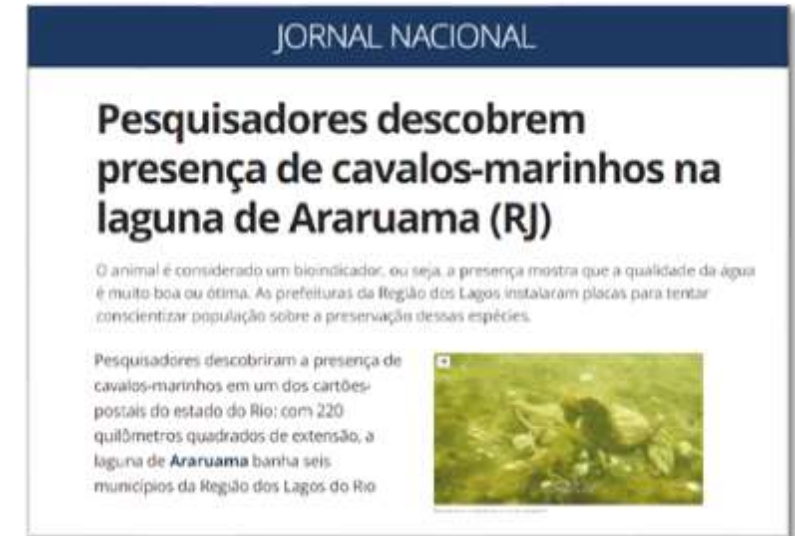 JORNAL NACIONAL
Pesquisadores descobrem
presença de cavalos-marinhos na
laguna de Araruama (RJ)
O animal é considerado um bioindicador, ou seja, a presença mostra que a qualidade da água
é muito boa ou ótima. As prefeituras da Região dos Lagos instalaram placas para tentar
conscientizar população sobre a preservação dessas espécies.
Pesquisadores descobriram a presença de
cavalos-marinhos em um dos cartões-
postais do estado do Rio: com 220
quilômetros quadrados de extensão, a
laguna de Araruama banha seis
municípios da Região dos Lagos do Rio